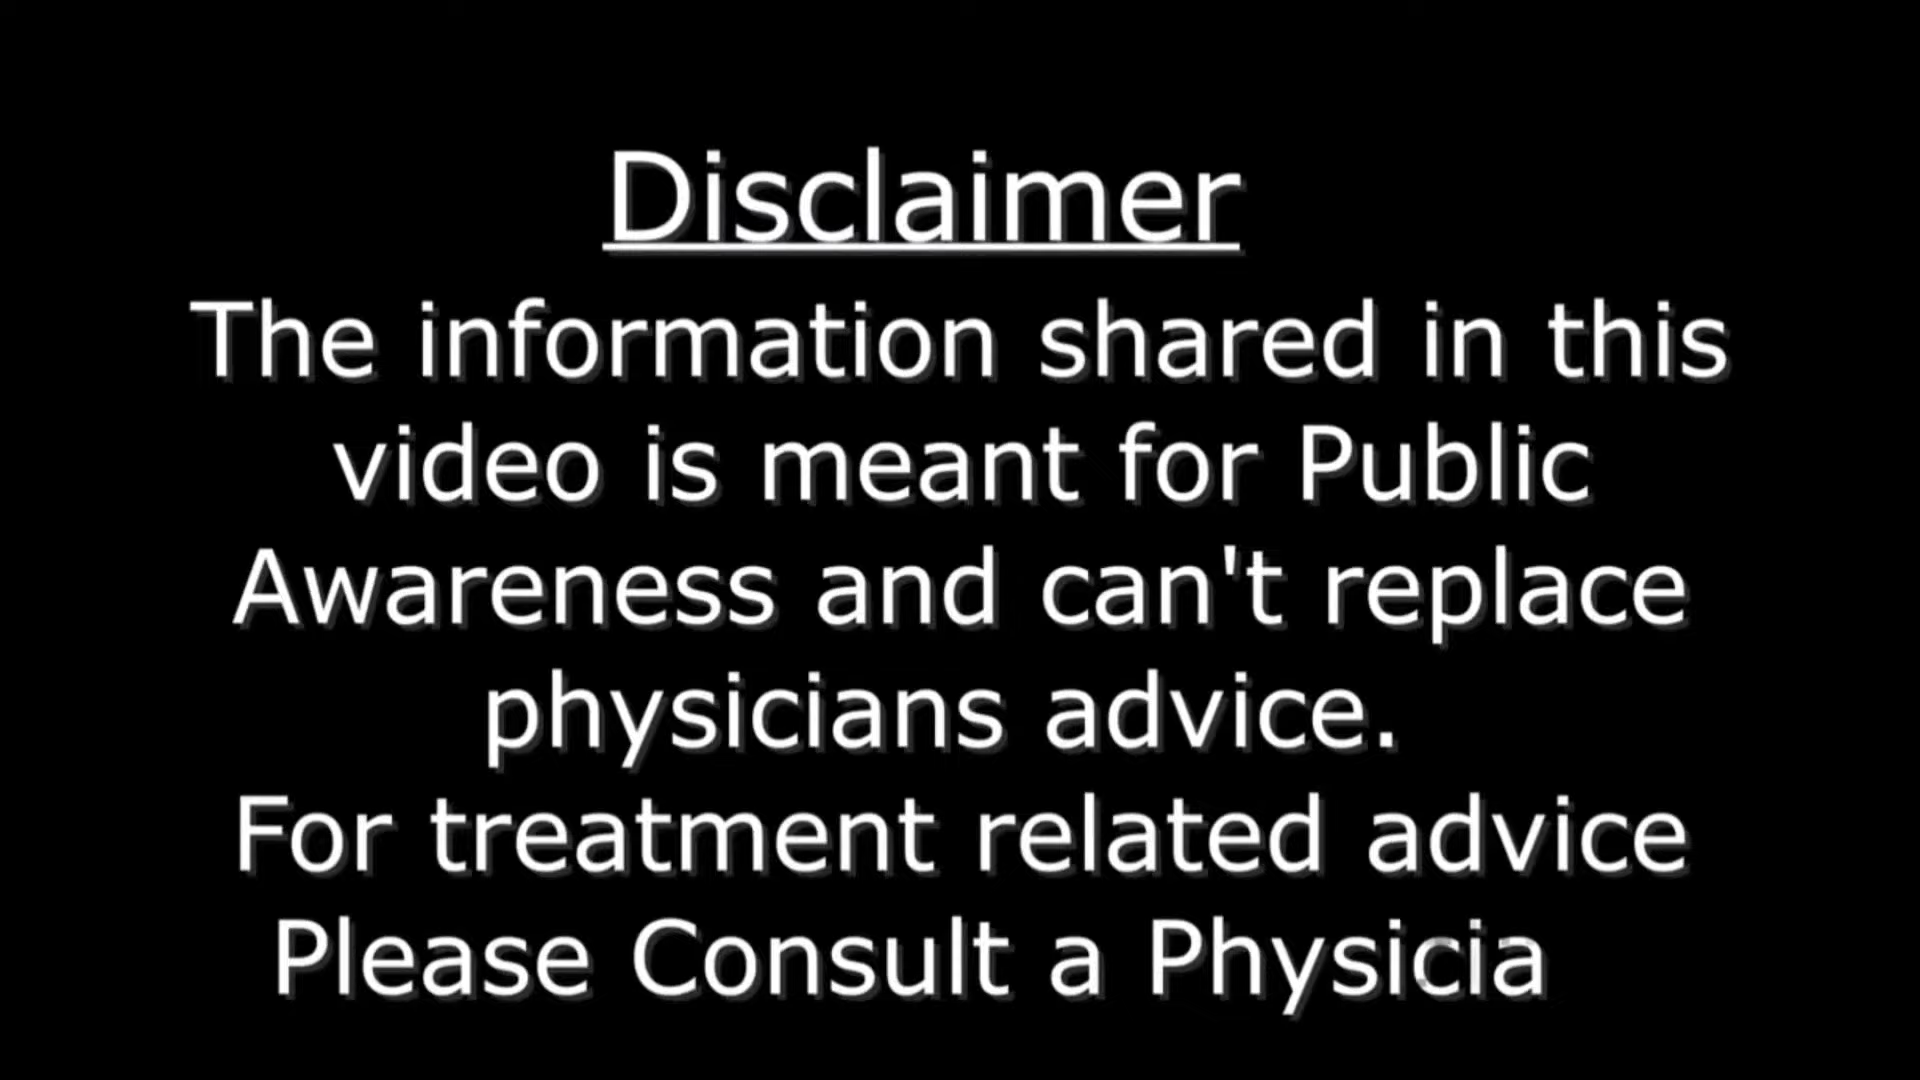 Disclaimer
The information shared in this
video is meant for Public
Awareness and can't replace
physicians advice.
For treatment related advice
Please Consult a Physicia